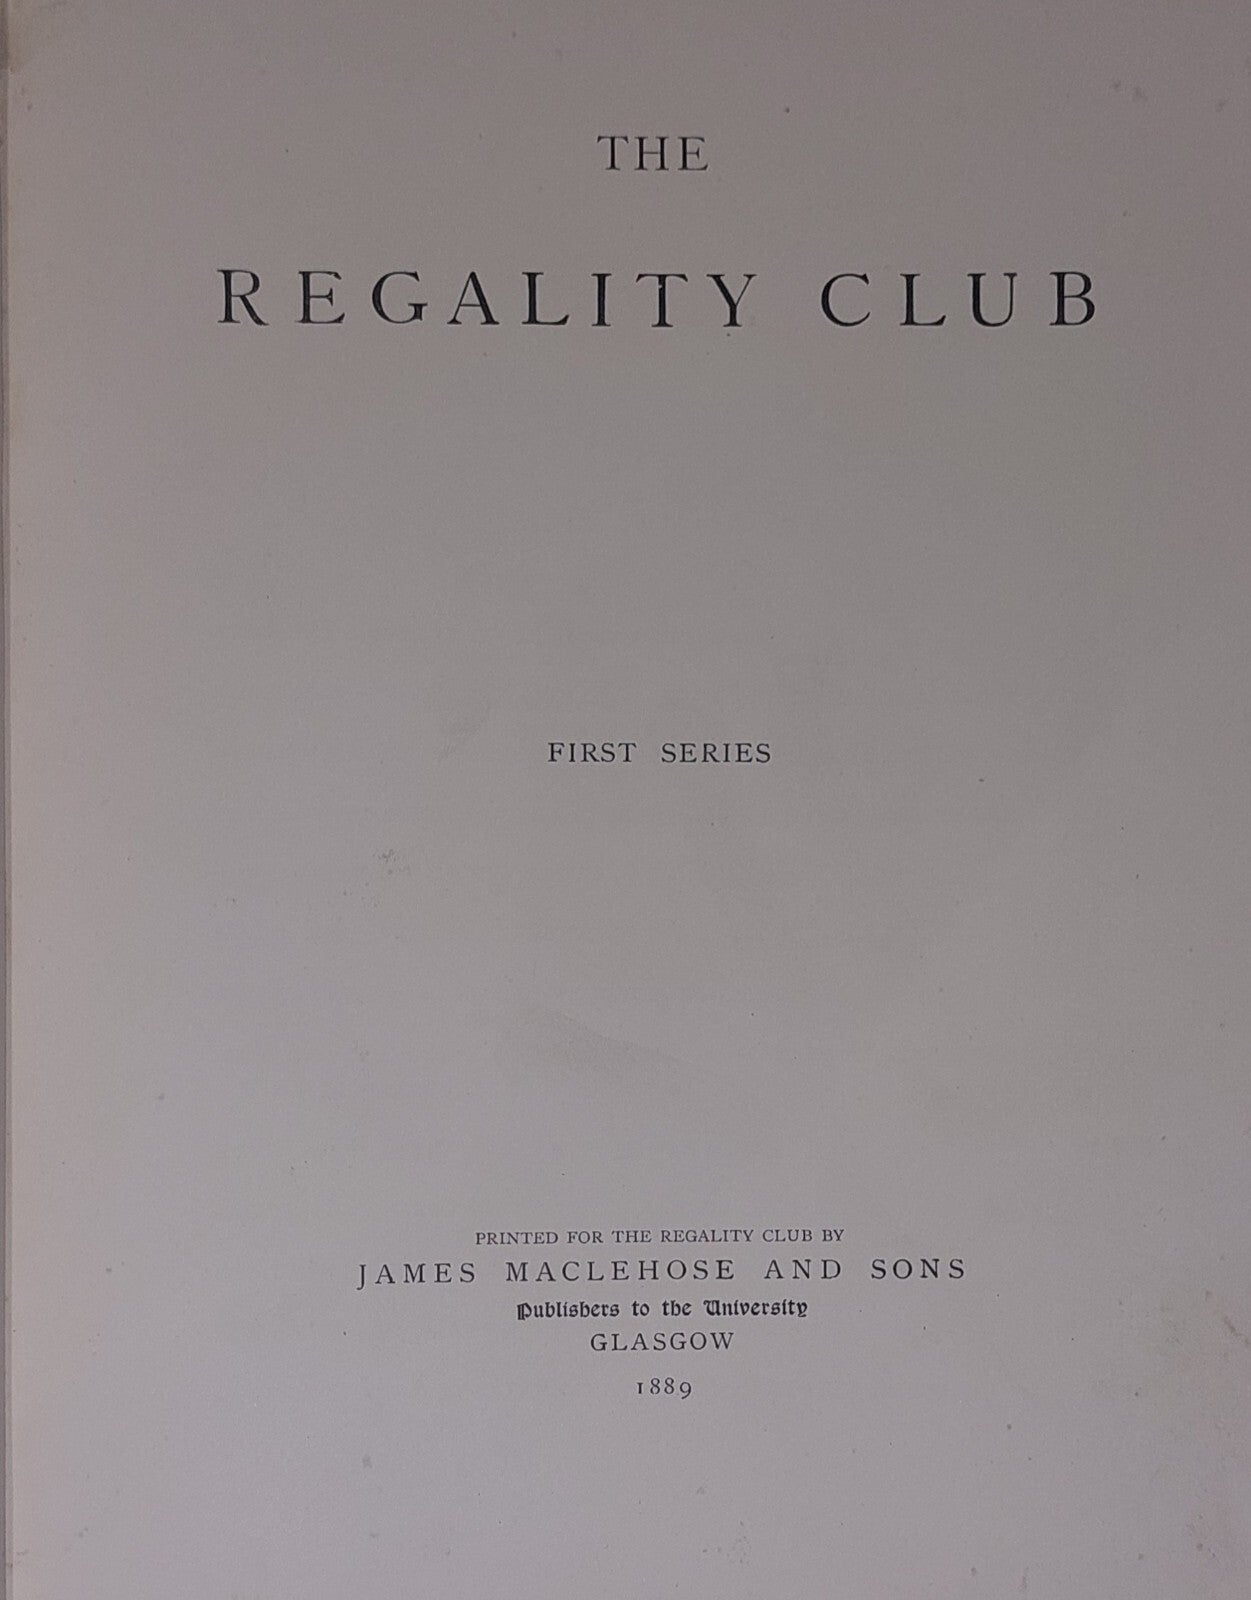 THE
REGALITY CLUB
FIRST SERIES
PRINTED FOR THE REGALITY CLUB BY
JAMES MACLEHOSE AND SONS
Publishers to the University
GLASGOW
1889